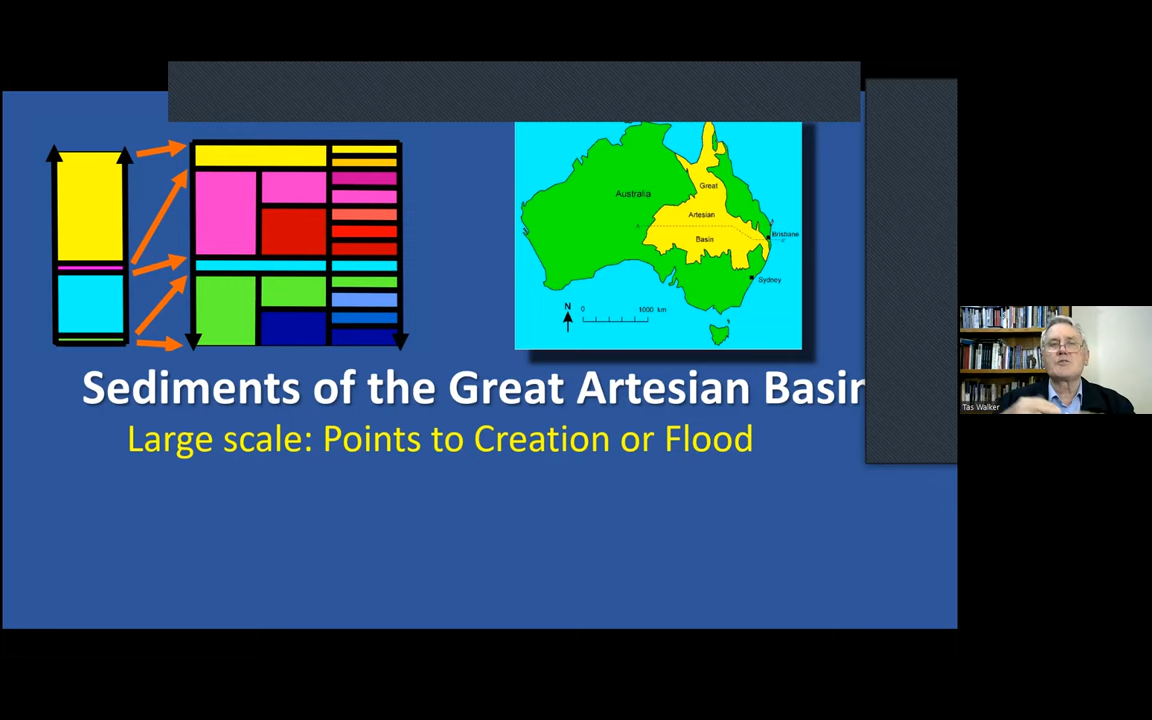 Great
Australia
Artesian
Brisbane
Basin
Sydney
N
0 1000 km
Sediments of the Great Artesian Basin
Large scale: Points to Creation or Flood
Tas Walker